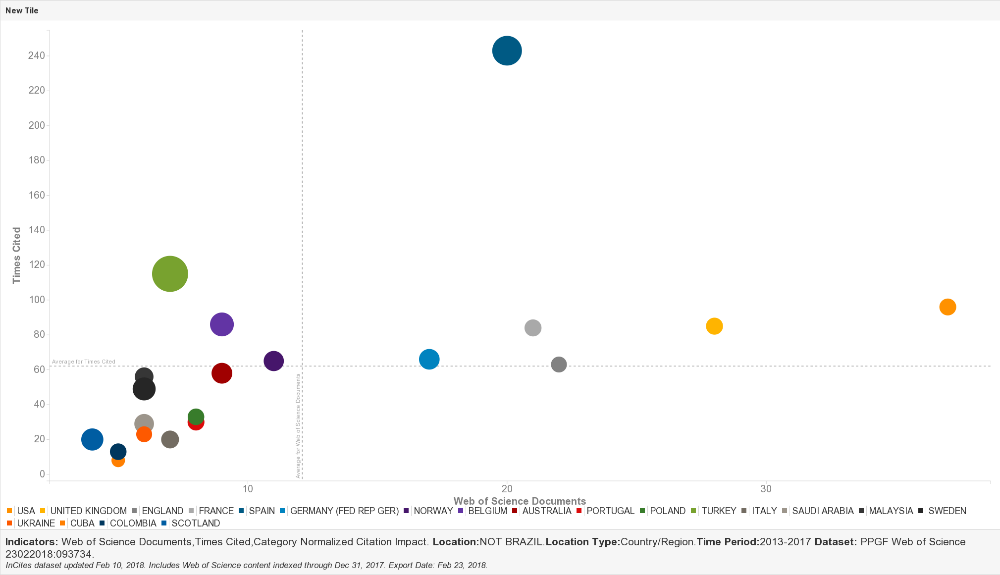 New Tile
240
220
200
180
160
140
120
100
80
60
40
20
0
Times Cited
Average for Times Cited
Average for Web of Science Documents
10 20 30
Web of Science Documents
USA UNITED KINGDOM ENGLAND FRANCE SPAIN GERMANY (FED REP GER) NORWAY BELGIUM AUSTRALIA PORTUGAL POLAND TURKEY ITALY SAUDI ARABIA MALAYSIA SWEDEN
UKRAINE CUBA COLOMBIA SCOTLAND
Indicators: Web of Science Documents,Times Cited,Category Normalized Citation Impact. Location:NOT BRAZIL.Location Type:Country/Region.Time Period:2013-2017 Dataset: PPGF Web of Science
23022018:093734.
InCites dataset updated Feb 10, 2018. Includes Web of Science content indexed through Dec 31, 2017. Export Date: Feb 23, 2018.